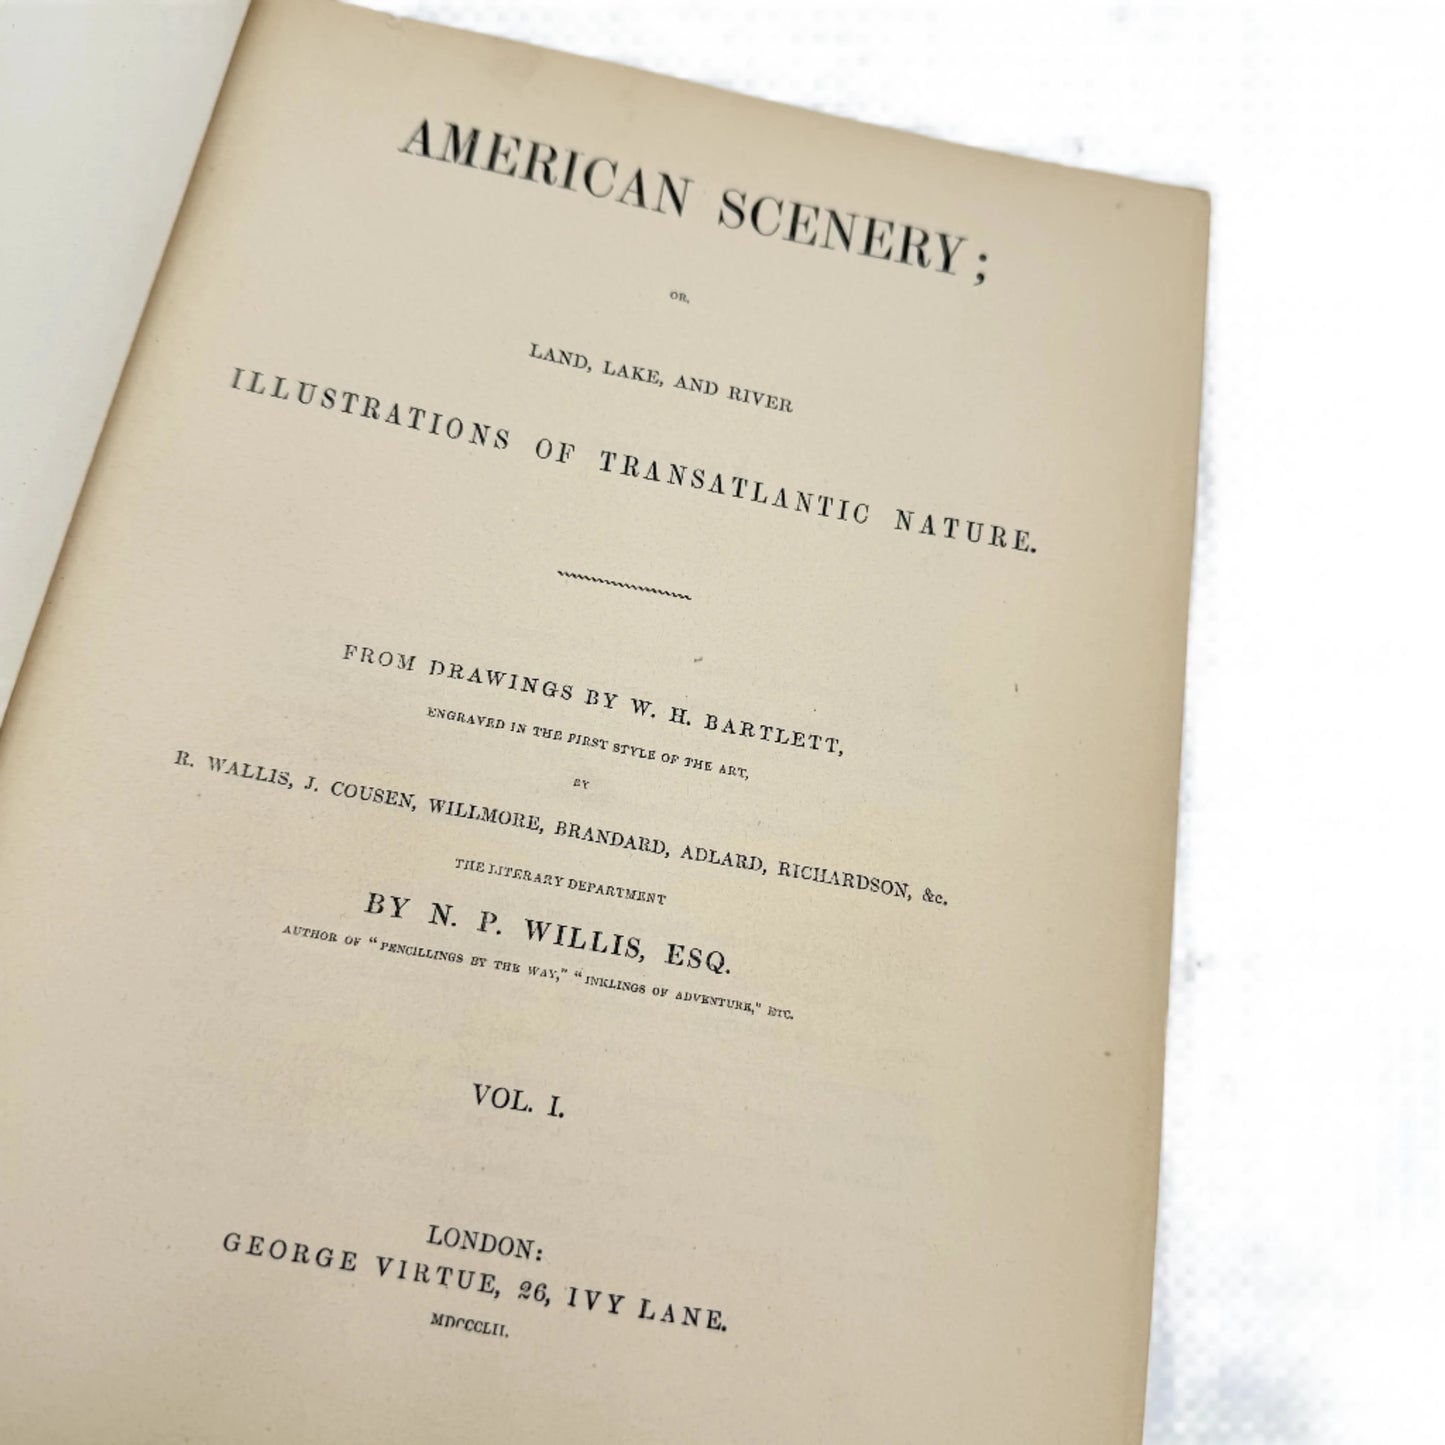 AMERICAN SCENERY;
OR,
LAND, LAKE, AND RIVER
ILLUSTRATIONS OF TRANSATLANTIC NATURE.
FROM DRAWINGS BY W. H. BARTLETT,
ENGRAVED IN THE FIRST STYLE OF THE ART,
BY
R. WALLIS, J. COUSEN, WILLMORE, BRANDARD, ADLARD, RICHARDSON, &c.
THE LITERARY DEPARTMENT
BY N. P. WILLIS, ESQ.
AUTHOR OF “PENCILLINGS BY THE WAY,” “INKLINGS OF ADVENTURE,” ETC.
VOL. I.
LONDON:
GEORGE VIRTUE, 26, IVY LANE.
MDCCCLII.